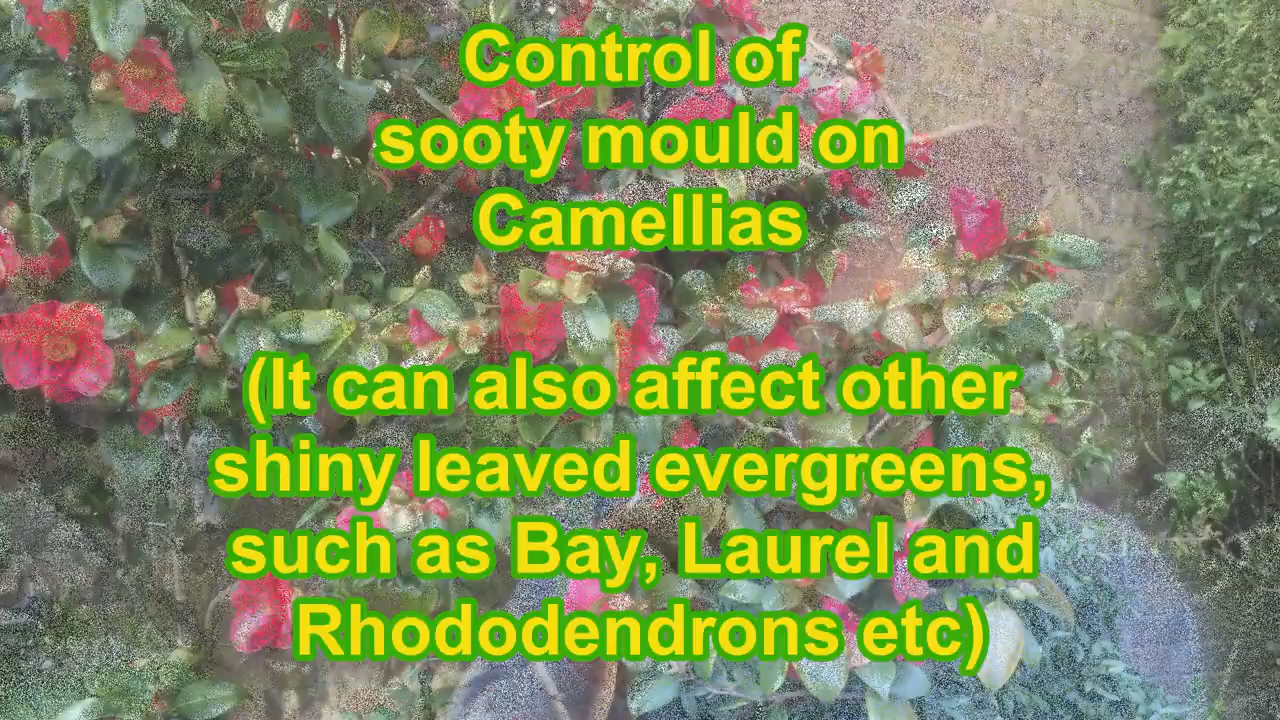 Control of
sooty mould on
Camellias
(It can also affect other
shiny leaved evergreens,
such as Bay, Laurel and
Rhododendrons etc)